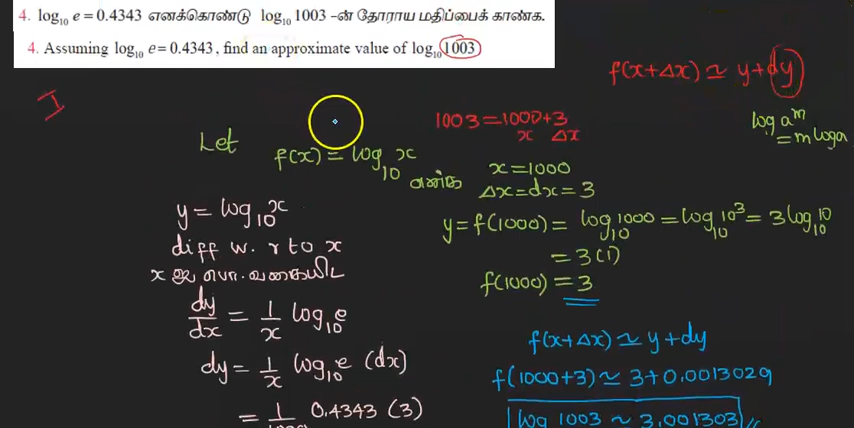 4. log₁₀ e = 0.4343 எனக்கொண்டு log₁₀ 1003 -ன் தோராய மதிப்பைக் காண்க.
4. Assuming log₁₀ e = 0.4343, find an approximate value of log₁₀ 1003
I
f(x+Δx) ≃ y+dy
log aᵐ
= m log a
1003 = 1000+3
x Δx
Let f(x) = log₁₀ x
என்க
x = 1000
Δx = dx = 3
y = log₁₀ x
diff w. r to x
x ஐ பொ. வகையிட
dy/dx = 1/x log₁₀ e
dy = 1/x log₁₀ e (dx)
= 1/1000 0.4343 (3)
y = f(1000) = log₁₀ 1000 = log₁₀ 10³ = 3 log₁₀ 10
= 3(1)
f(1000) = 3
f(x+Δx) ≃ y+dy
f(1000+3) ≃ 3+0.0013029
log 1003 ≃ 3.001303